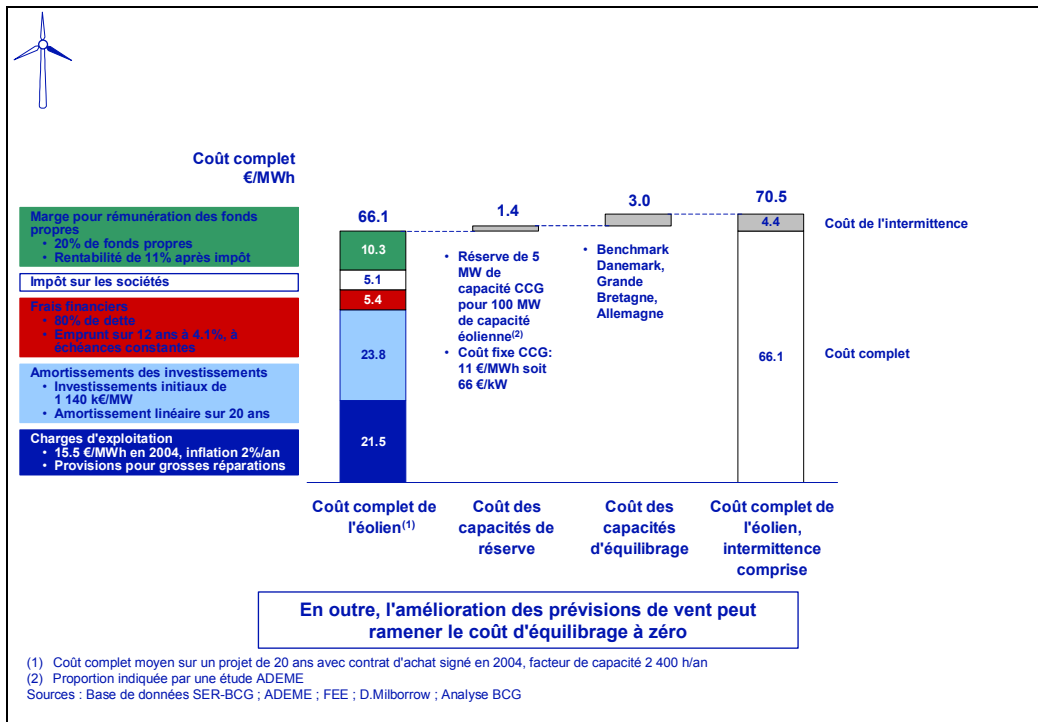 Coût complet
€/MWh
Marge pour rémunération des fonds
propres
• 20% de fonds propres
• Rentabilité de 11% après impôt
Impôt sur les sociétés
Frais financiers
• 80% de dette
• Emprunt sur 12 ans à 4.1%, à
échéances constantes
Amortissements des investissements
• Investissements initiaux de
1 140 k€/MW
• Amortissement linéaire sur 20 ans
Charges d'exploitation
• 15.5 €/MWh en 2004, inflation 2%/an
• Provisions pour grosses réparations
66.1
10.3
5.1
5.4
23.8
21.5
Coût complet de
l'éolien(1)
1.4
• Réserve de 5
MW de
capacité CCG
pour 100 MW
de capacité
éolienne(2)
• Coût fixe CCG:
11 €/MWh soit
66 €/kW
Coût des
capacités de
réserve
3.0
• Benchmark
Danemark,
Grande
Bretagne,
Allemagne
Coût des
capacités
d'équilibrage
70.5
4.4
66.1
Coût complet de
l'éolien,
intermittence
comprise
Coût de l'intermittence
Coût complet
En outre, l'amélioration des prévisions de vent peut
ramener le coût d'équilibrage à zéro
(1) Coût complet moyen sur un projet de 20 ans avec contrat d'achat signé en 2004, facteur de capacité 2 400 h/an
(2) Proportion indiquée par une étude ADEME
Sources : Base de données SER-BCG ; ADEME ; FEE ; D.Milborrow ; Analyse BCG